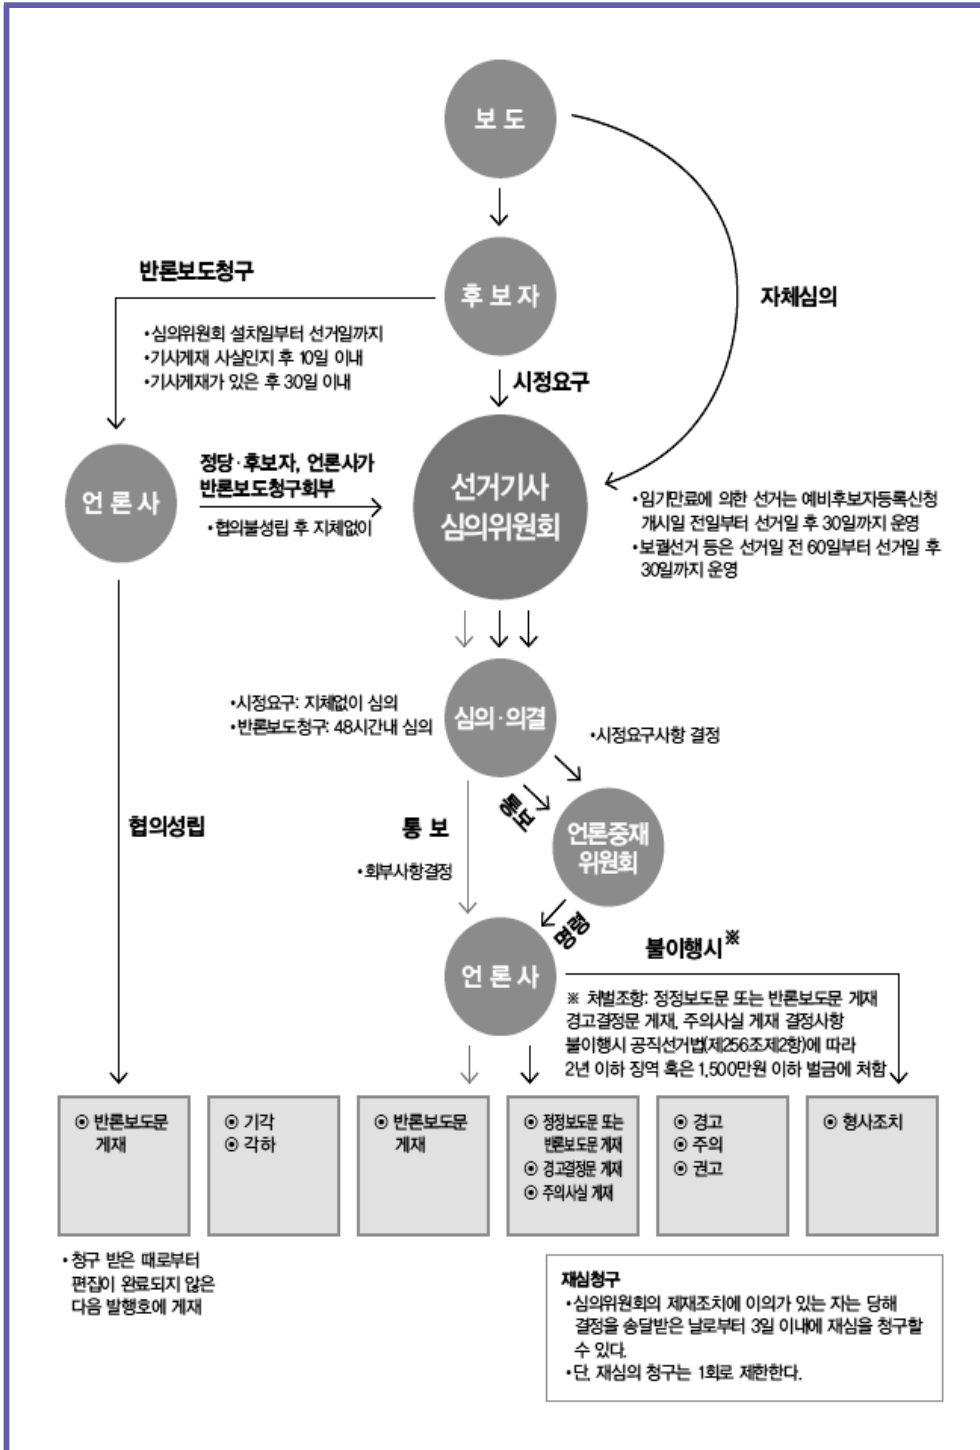 보 도
반론보도청구
후 보 자
자체심의
•심의위원회 설치일부터 선거일까지
•기사게재 사실인지 후 10일 이내
•기사게재가 있은 후 30일 이내
시정요구
언 론 사
정당·후보자, 언론사가
반론보도청구회부
•협의불성립 후 지체없이
선거기사
심의위원회
•임기만료에 의한 선거는 예비후보자등록신청
개시일 전일부터 선거일 후 30일까지 운영
•보궐선거 등은 선거일 전 60일부터 선거일 후
30일까지 운영
•시정요구: 지체없이 심의
•반론보도청구: 48시간내 심의
심의·의결
•시정요구사항 결정
협의성립
통 보
•회부사항결정
통보
언론중재
위원회
명령
언 론 사
불이행시※
※ 처벌조항: 정정보도문 또는 반론보도문 게재
경고결정문 게재, 주의사실 게재 결정사항
불이행시 공직선거법(제256조제2항)에 따라
2년 이하 징역 혹은 1,500만원 이하 벌금에 처함
⊙ 반론보도문
게재
⊙ 기각
⊙ 각하
⊙ 반론보도문
게재
⊙ 정정보도문 또는
반론보도문 게재
⊙ 경고결정문 게재
⊙ 주의사실 게재
⊙ 경고
⊙ 주의
⊙ 권고
⊙ 형사조치
•청구 받은 때로부터
편집이 완료되지 않은
다음 발행호에 게재
재심청구
•심의위원회의 제재조치에 이의가 있는 자는 당해
결정을 송달받은 날로부터 3일 이내에 재심을 청구할
수 있다.
•단, 재심의 청구는 1회로 제한한다.